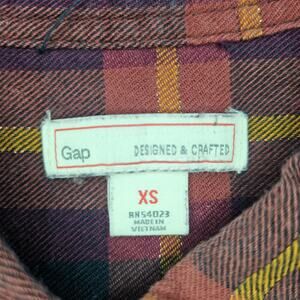 Gap DESIGNED & CRAFTED
XS
RN54023
MADE IN
VIETNAM